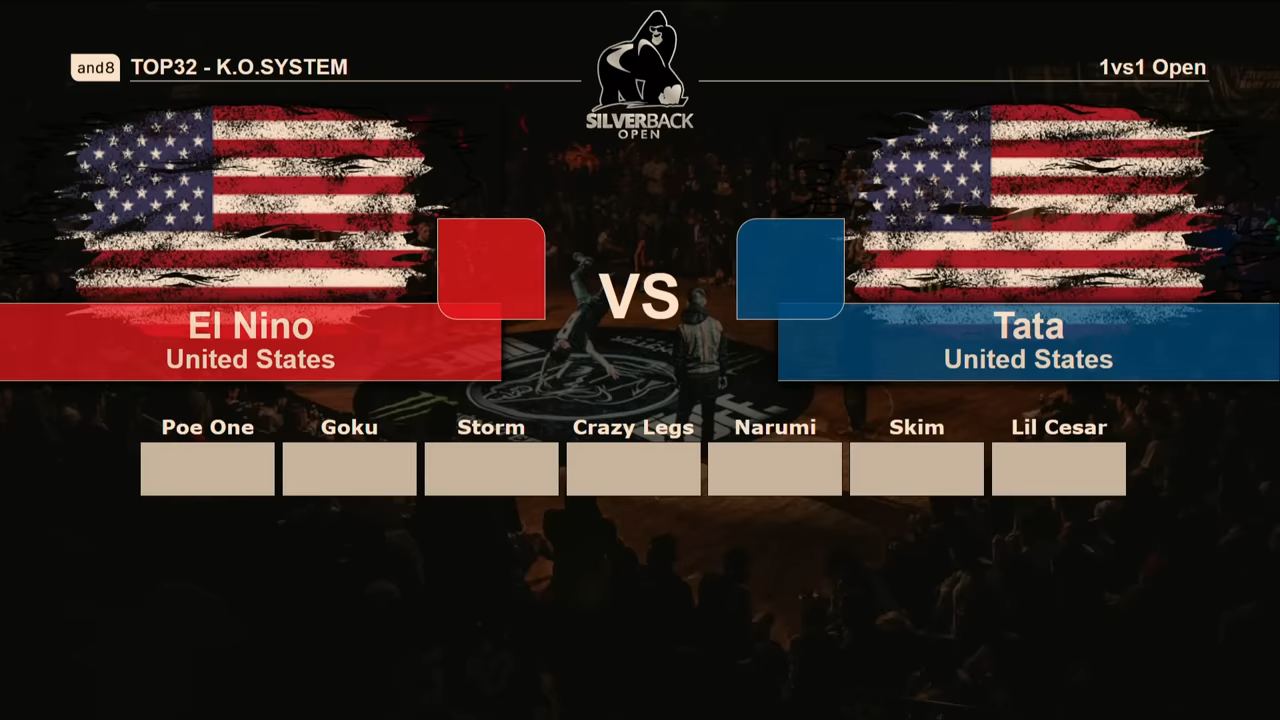 and8 TOP32 - K.O.SYSTEM
1vs1 Open
SILVERBACK
OPEN
VS
El Nino
United States
Tata
United States
Poe One Goku Storm Crazy Legs Narumi Skim Lil Cesar